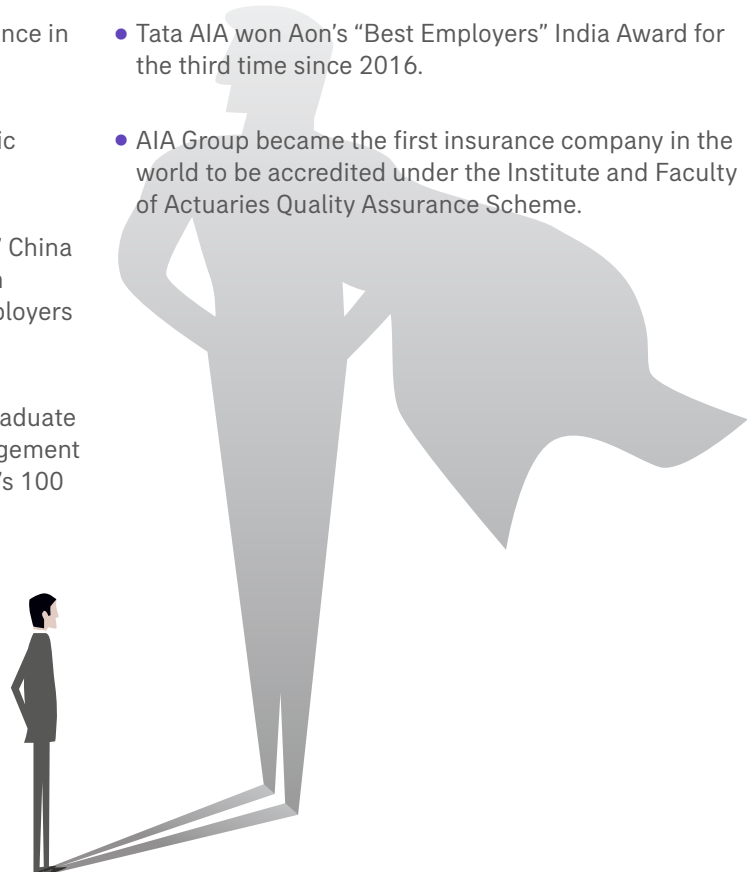 nce in
ic
’ China
n
ployers
aduate
gement
’s 100
• Tata AIA won Aon’s “Best Employers” India Award for
the third time since 2016.
• AIA Group became the first insurance company in the
world to be accredited under the Institute and Faculty
of Actuaries Quality Assurance Scheme.